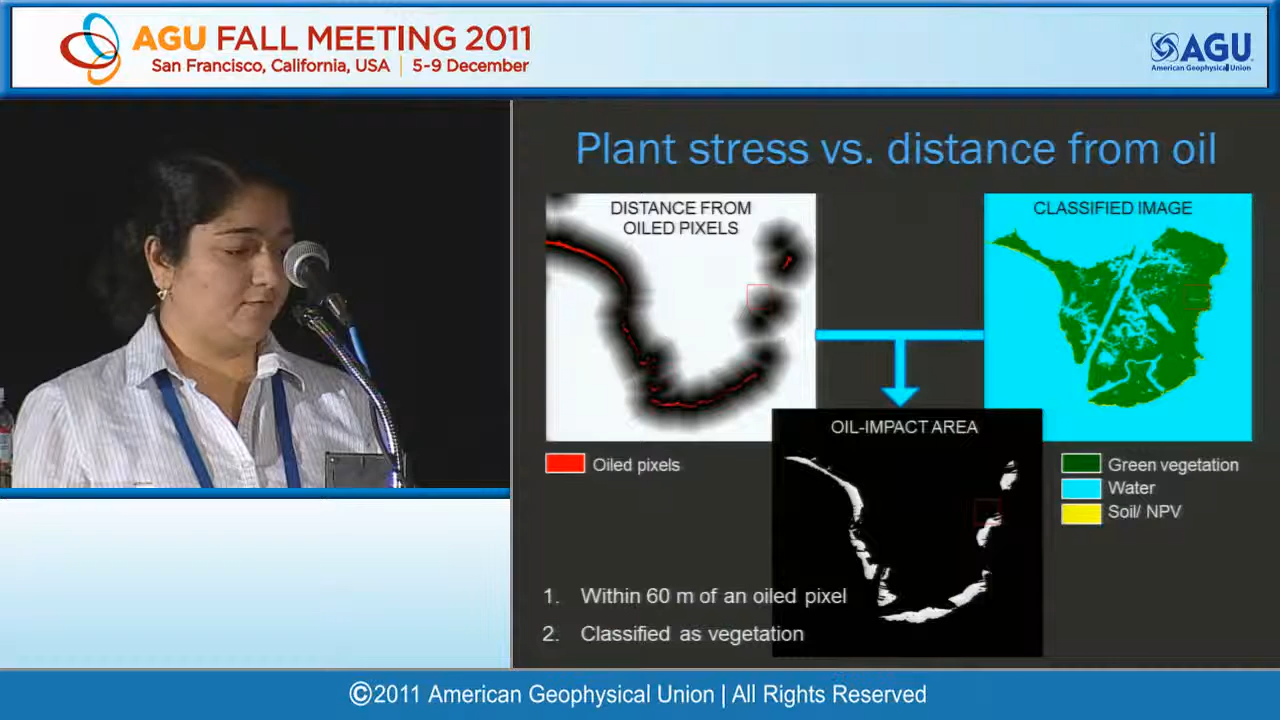 AGU FALL MEETING 2011
San Francisco, California, USA | 5-9 December
AGU
American Geophysical Union
Plant stress vs. distance from oil
DISTANCE FROM
OILED PIXELS
CLASSIFIED IMAGE
OIL-IMPACT AREA
Oiled pixels
Green vegetation
Water
Soil/ NPV
1. Within 60 m of an oiled pixel
2. Classified as vegetation
©2011 American Geophysical Union | All Rights Reserved